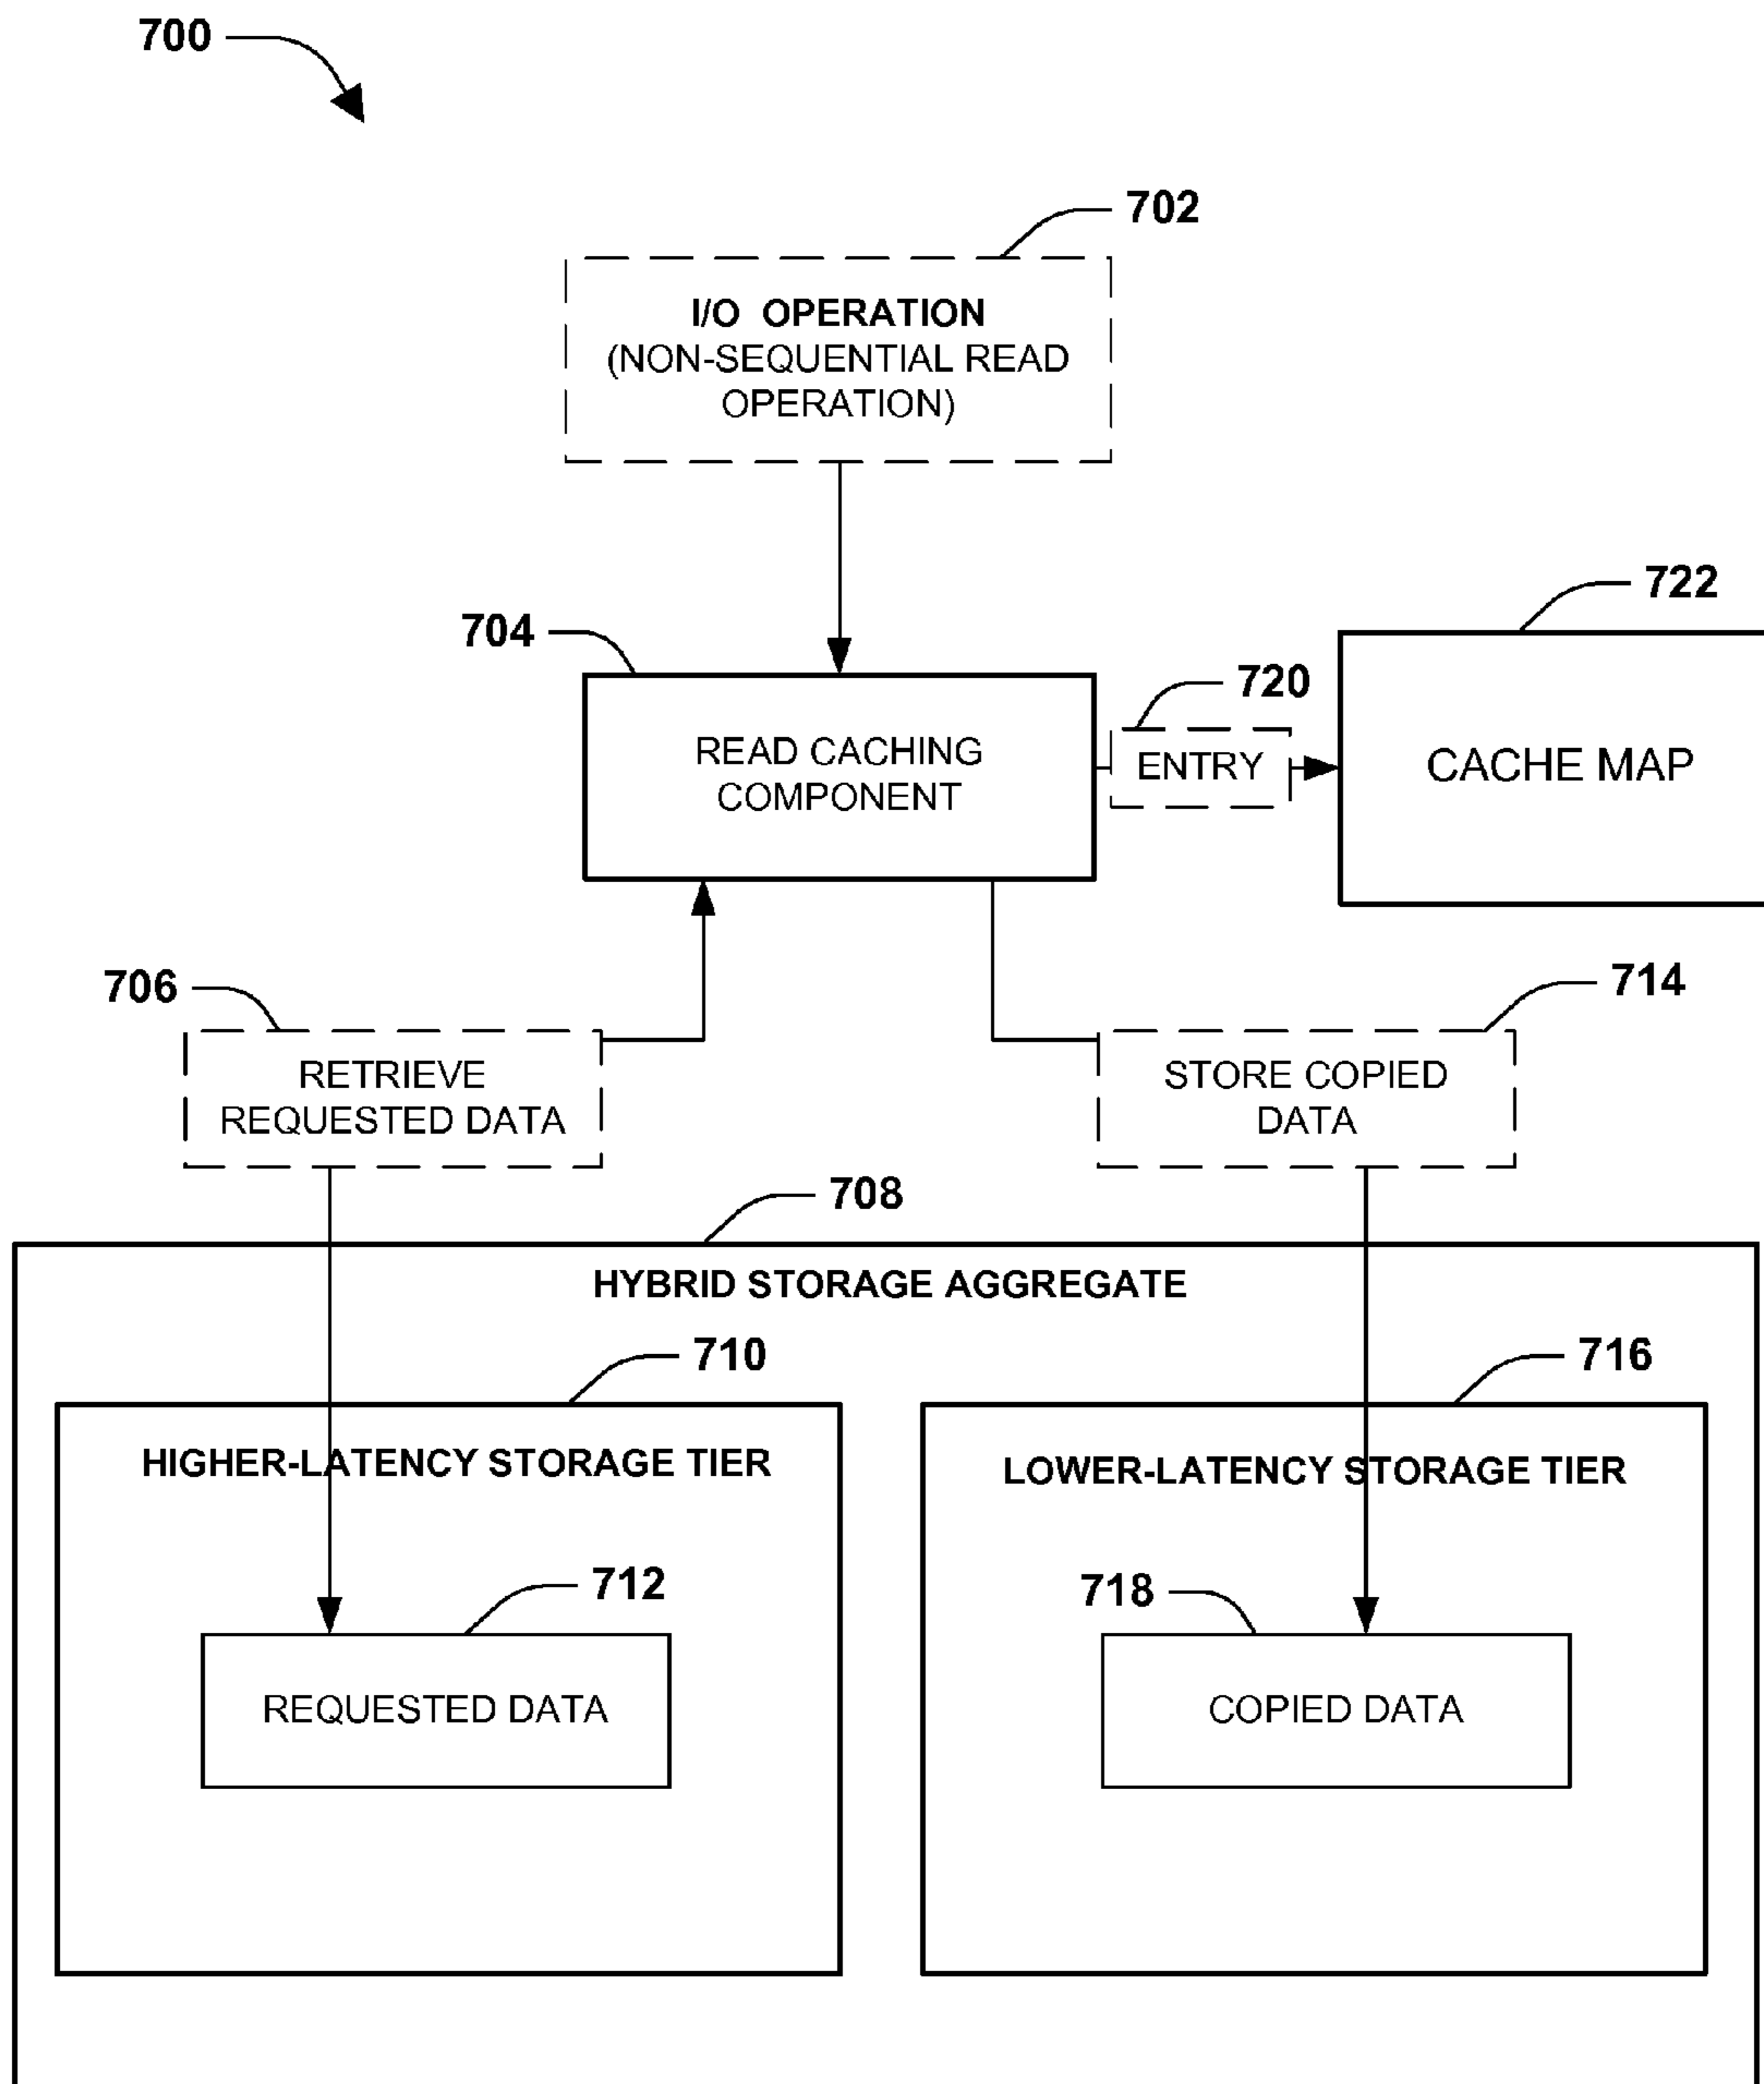 700
702
I/O OPERATION
(NON-SEQUENTIAL READ
OPERATION)
722
704
720
READ CACHING
COMPONENT
ENTRY
CACHE MAP
706
714
RETRIEVE
REQUESTED DATA
STORE COPIED
DATA
708
HYBRID STORAGE AGGREGATE
710
716
HIGHER-LATENCY STORAGE TIER
LOWER-LATENCY STORAGE TIER
712
718
REQUESTED DATA
COPIED DATA